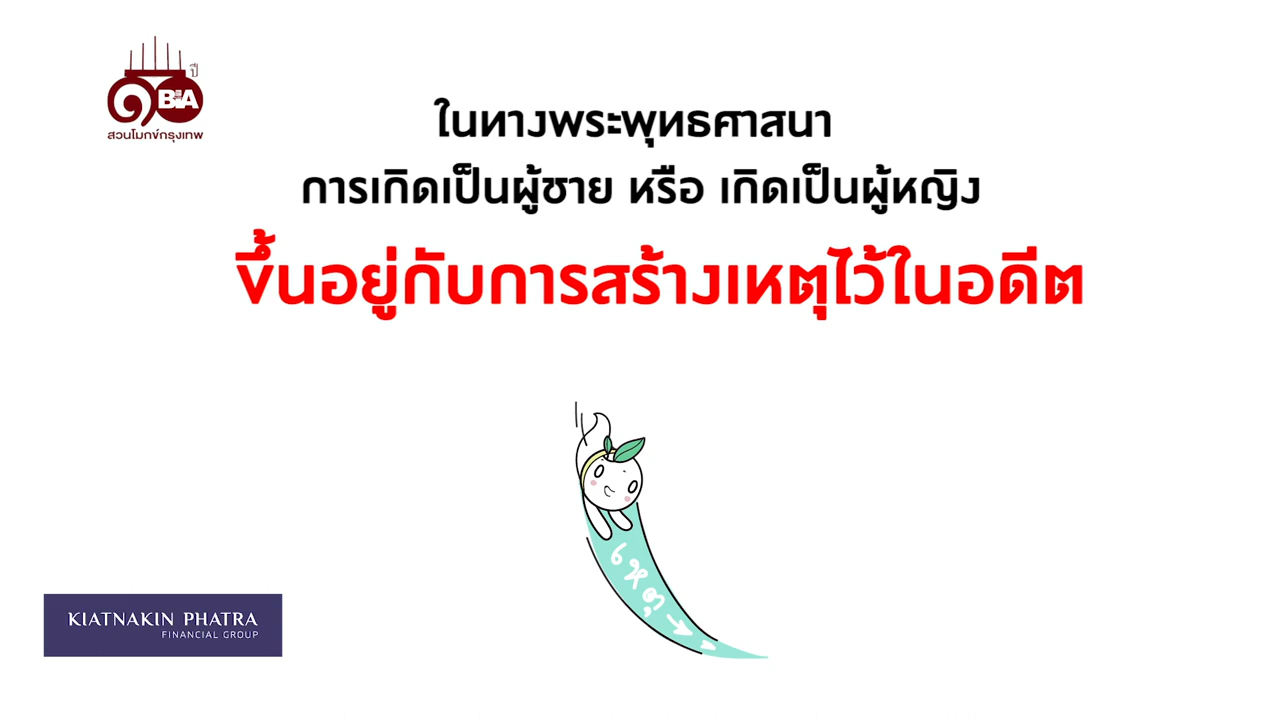 ๑๐ ปี
BIA
สวนโมกข์กรุงเทพ
ในทางพระพุทธศาสนา
การเกิดเป็นผู้ชาย หรือ เกิดเป็นผู้หญิง
ขึ้นอยู่กับการสร้างเหตุไว้ในอดีต
เหตุ
KIATNAKIN PHATRA
FINANCIAL GROUP